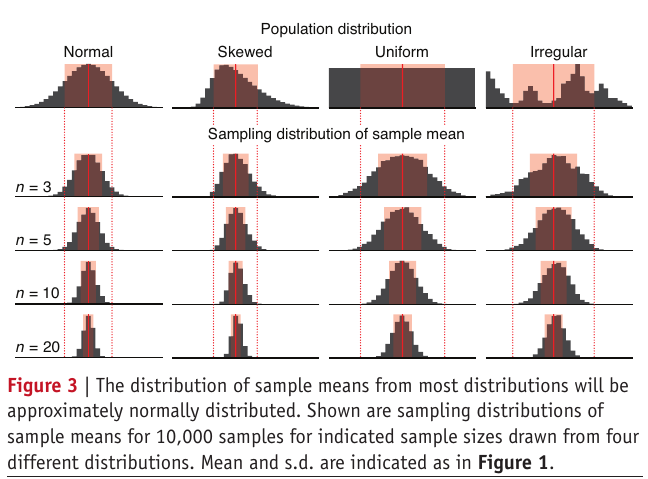 Population distribution
Normal Skewed Uniform Irregular
Sampling distribution of sample mean
n = 3
n = 5
n = 10
n = 20
Figure 3 | The distribution of sample means from most distributions will be
approximately normally distributed. Shown are sampling distributions of
sample means for 10,000 samples for indicated sample sizes drawn from four
different distributions. Mean and s.d. are indicated as in Figure 1.